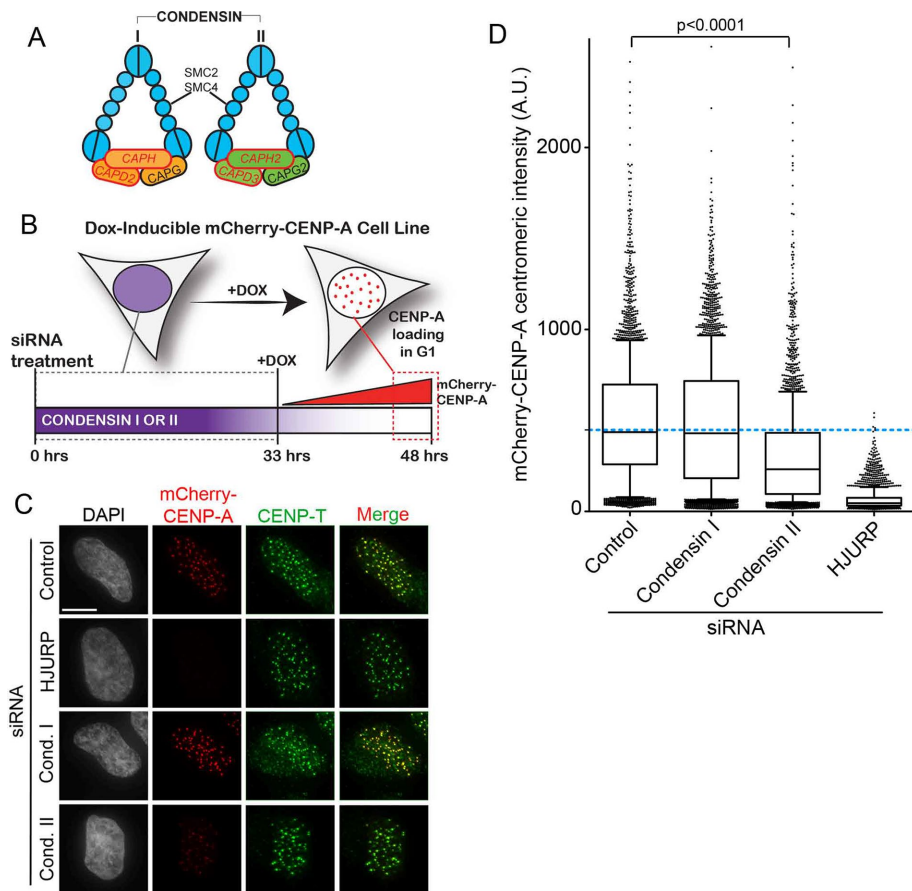 A
CONDENSIN
I
II
SMC2
SMC4
CAPH
CAPD2
CAPG
CAPH2
CAPD3
CAPG2
B
Dox-Inducible mCherry-CENP-A Cell Line
+DOX
CENP-A
loading
in G1
siRNA
treatment
+DOX
mCherry-
CENP-A
CONDENSIN I OR II
0 hrs
33 hrs
48 hrs
C
DAPI
mCherry-
CENP-A
CENP-T
Merge
siRNA
Control
HJURP
Cond. I
Cond. II
D
p<0.0001
mCherry-CENP-A centromeric intensity (A.U.)
2000
1000
0
Control
Condensin I
Condensin II
HJURP
siRNA